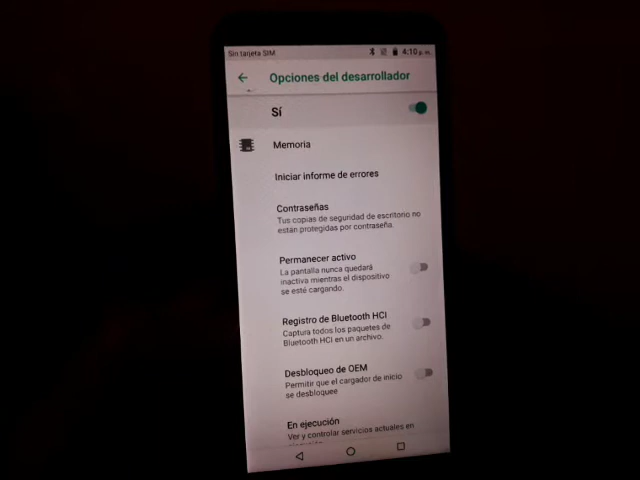 Sin tarjeta SIM 4:10 p. m.
Opciones del desarrollador
Sí
Memoria
Iniciar informe de errores
Contraseñas
Tus copias de seguridad de escritorio no
están protegidas por contraseña.
Permanecer activo
La pantalla nunca quedará
inactiva mientras el dispositivo
se esté cargando.
Registro de Bluetooth HCI
Captura todos los paquetes de
Bluetooth HCI en un archivo.
Desbloqueo de OEM
Permitir que el cargador de inicio
se desbloquee
En ejecución
Ver y controlar servicios actuales en